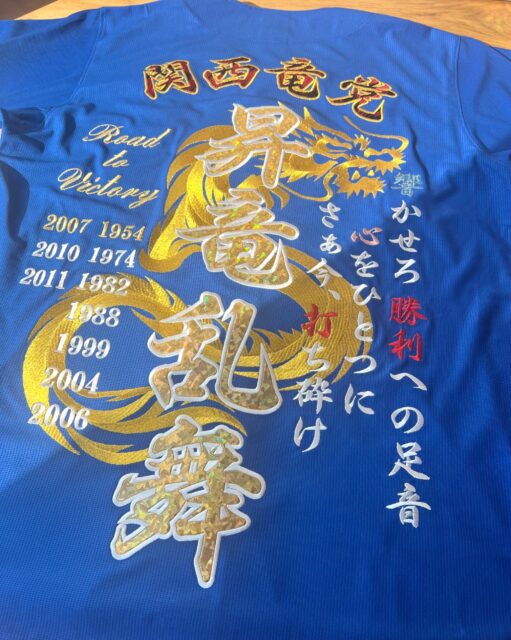 関西竜党
昇竜乱舞
Road
to
Victory
2007 1954
2010 1974
2011 1982
1988
1999
2004
2006
響かせろ勝利への足音
心をひとつに
さぁ今、打ち砕け